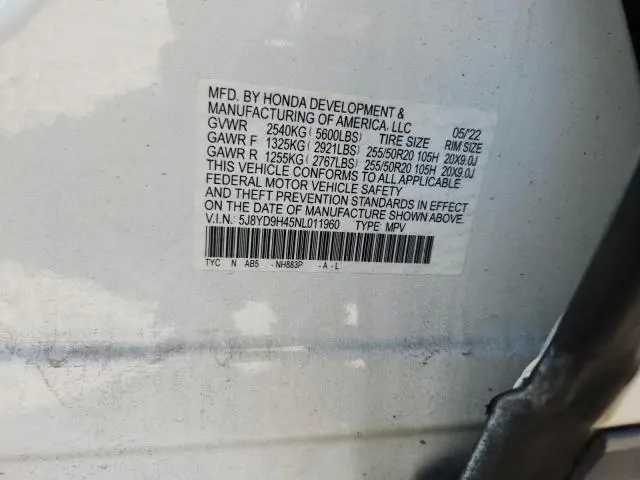 MFD. BY HONDA DEVELOPMENT &
MANUFACTURING OF AMERICA, LLC 05/22
GVWR 2540KG ( 5600LBS) TIRE SIZE RIM SIZE
GAWR F 1325KG ( 2921LBS) 255/50R20 105H 20X9.0J
GAWR R 1255KG ( 2767LBS) 255/50R20 105H 20X9.0J
THIS VEHICLE CONFORMS TO ALL APPLICABLE
FEDERAL MOTOR VEHICLE SAFETY
AND THEFT PREVENTION STANDARDS IN EFFECT
ON THE DATE OF MANUFACTURE SHOWN ABOVE.
V.I.N.: 5J8YD9H45NL011960 TYPE: MPV
TYC N AB5 -NH883P -A-L